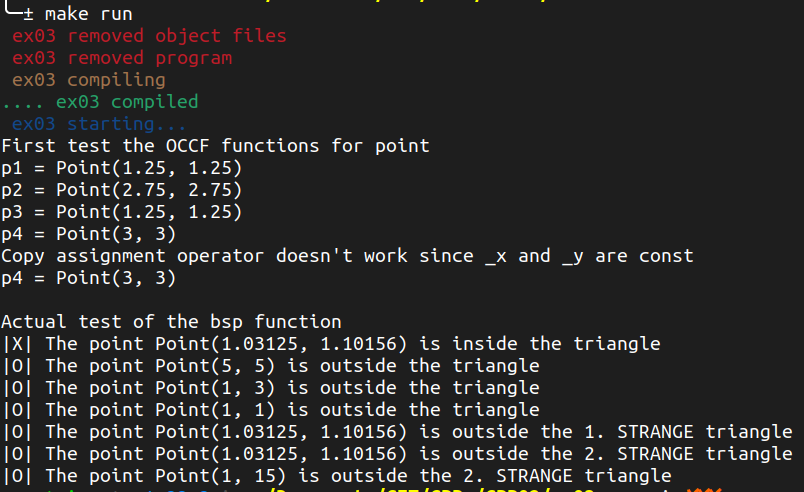 ± make run
ex03 removed object files
ex03 removed program
ex03 compiling
.... ex03 compiled
ex03 starting...
First test the OCCF functions for point
p1 = Point(1.25, 1.25)
p2 = Point(2.75, 2.75)
p3 = Point(1.25, 1.25)
p4 = Point(3, 3)
Copy assignment operator doesn't work since _x and _y are const
p4 = Point(3, 3)
Actual test of the bsp function
|X| The point Point(1.03125, 1.10156) is inside the triangle
|O| The point Point(5, 5) is outside the triangle
|O| The point Point(1, 3) is outside the triangle
|O| The point Point(1, 1) is outside the triangle
|O| The point Point(1.03125, 1.10156) is outside the 1. STRANGE triangle
|O| The point Point(1.03125, 1.10156) is outside the 2. STRANGE triangle
|O| The point Point(1, 15) is outside the 2. STRANGE triangle